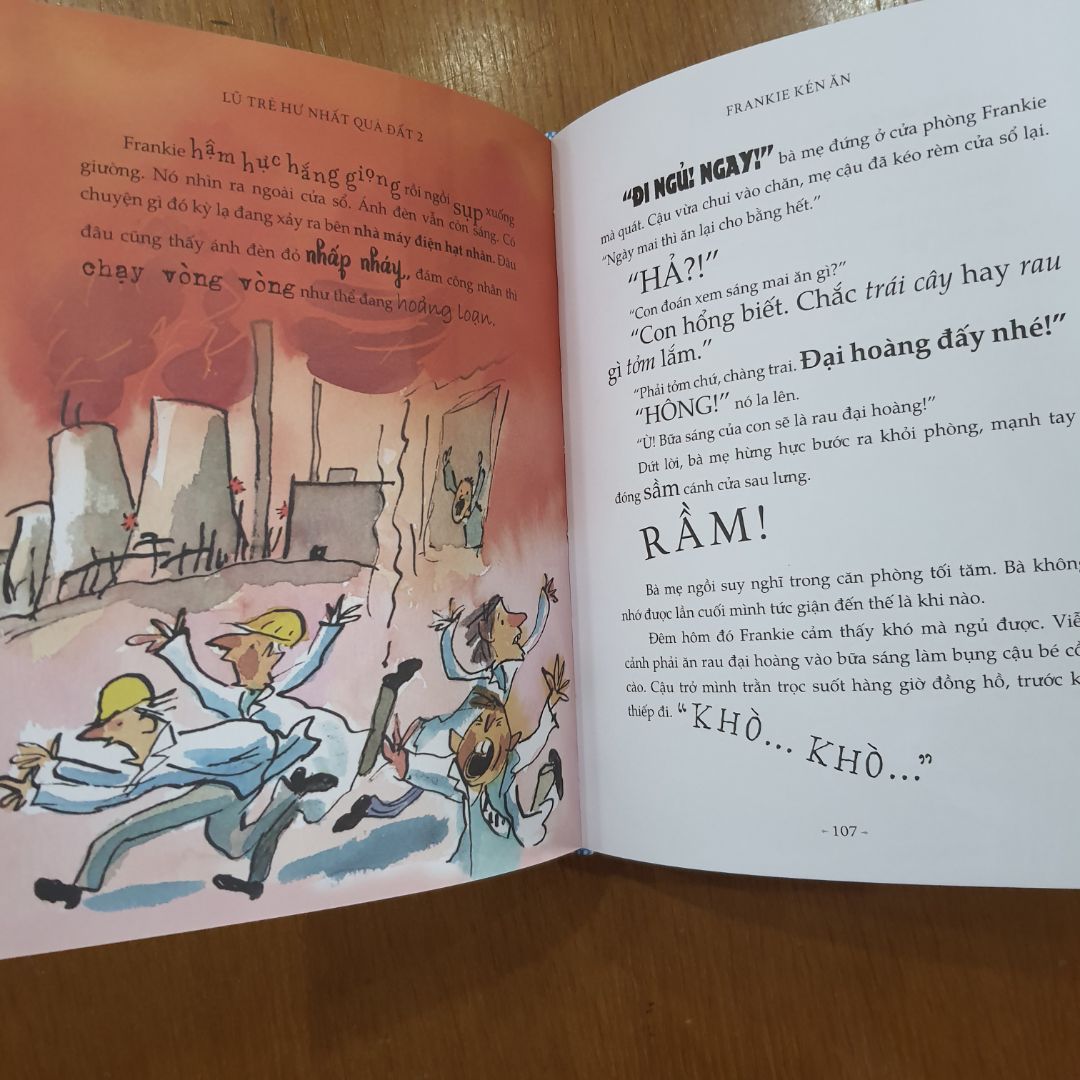 LŨ TRẺ HƯ NHẤT QUẢ ĐẤT 2
Frankie hậm hực hắng giọng rồi ngồi sụp xuống
giường. Nó nhìn ra ngoài cửa sổ. Ánh đèn vẫn còn sáng. Có
chuyện gì đó kỳ lạ đang xảy ra bên nhà máy điện hạt nhân. Đâu
đâu cũng thấy ánh đèn đỏ nhấp nháy, đám công nhân thì
chạy vòng vòng như thể đang hoảng loạn.
FRANKIE KÉN ĂN
“ĐI NGỦ! NGAY!” bà mẹ đứng ở cửa phòng Frankie
mà quát. Cậu vừa chui vào chăn, mẹ cậu đã kéo rèm cửa sổ lại.
“Ngày mai thì ăn lại cho bằng hết.”
“HẢ?!”
“Con đoán xem sáng mai ăn gì?”
“Con hổng biết. Chắc trái cây hay rau
gì tởm lắm.”
“Phải tởm chứ, chàng trai. Đại hoàng đấy nhé!”
“HÔNG!” nó la lên.
“Ừ! Bữa sáng của con sẽ là rau đại hoàng!”
Dứt lời, bà mẹ hừng hực bước ra khỏi phòng, mạnh tay
đóng sầm cánh cửa sau lưng.
RẦM!
Bà mẹ ngồi suy nghĩ trong căn phòng tối tăm. Bà không
nhớ được lần cuối mình tức giận đến thế là khi nào.
Đêm hôm đó Frankie cảm thấy khó mà ngủ được. Viễ
cảnh phải ăn rau đại hoàng vào bữa sáng làm bụng cậu bé cồ
cào. Cậu trở mình trằn trọc suốt hàng giờ đồng hồ, trước k
thiếp đi. “KHÒ... KHÒ...”
107